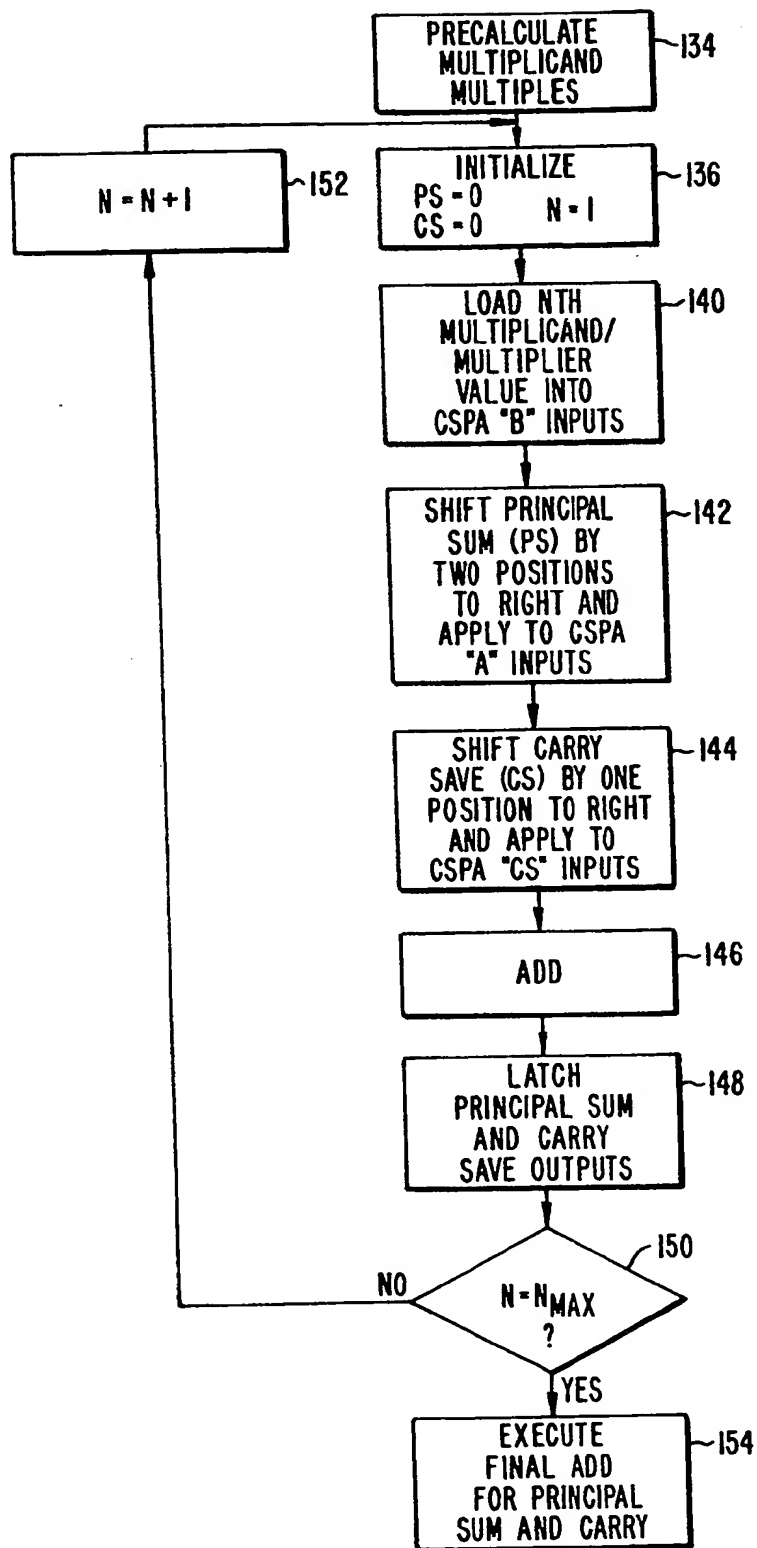 PRECALCULATE
MULTIPLICAND
MULTIPLES
134
N = N + 1
152
INITIALIZE
PS = 0
CS = 0
N = 1
136
LOAD NTH
MULTIPLICAND/
MULTIPLIER
VALUE INTO
CSPA "B" INPUTS
140
SHIFT PRINCIPAL
SUM (PS) BY
TWO POSITIONS
TO RIGHT AND
APPLY TO CSPA
"A" INPUTS
142
SHIFT CARRY
SAVE (CS) BY ONE
POSITION TO RIGHT
AND APPLY TO
CSPA "CS" INPUTS
144
ADD
146
LATCH
PRINCIPAL SUM
AND CARRY
SAVE OUTPUTS
148
N = NMAX
?
150
NO
YES
EXECUTE
FINAL ADD
FOR PRINCIPAL
SUM AND CARRY
154